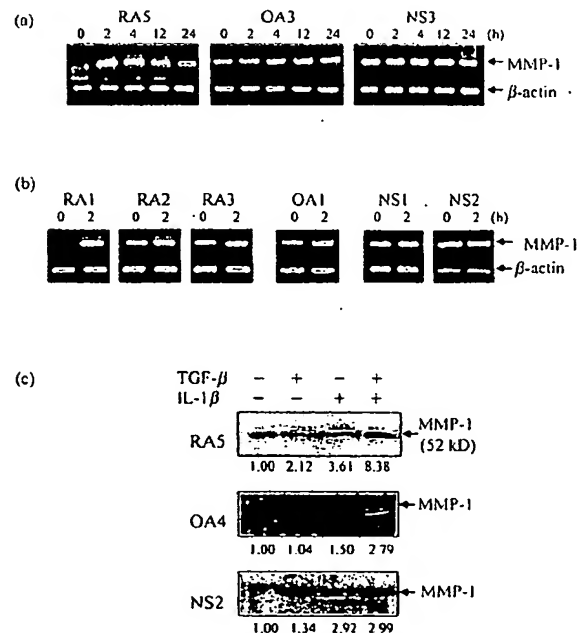 (a) RA5 OA3 NS3
0 2 4 12 24 0 2 4 12 24 0 2 4 12 24 (h)
MMP-1
β-actin
(b) RA1 RA2 RA3 OA1 NS1 NS2
0 2 0 2 0 2 0 2 0 2 0 2 (h)
MMP-1
β-actin
(c) TGF-β − + − +
IL-1β − − + +
RA5 MMP-1
(52 kD)
1.00 2.12 3.61 8.38
OA4 MMP-1
1.00 1.04 1.50 2.79
NS2 MMP-1
1.00 1.34 2.92 2.99